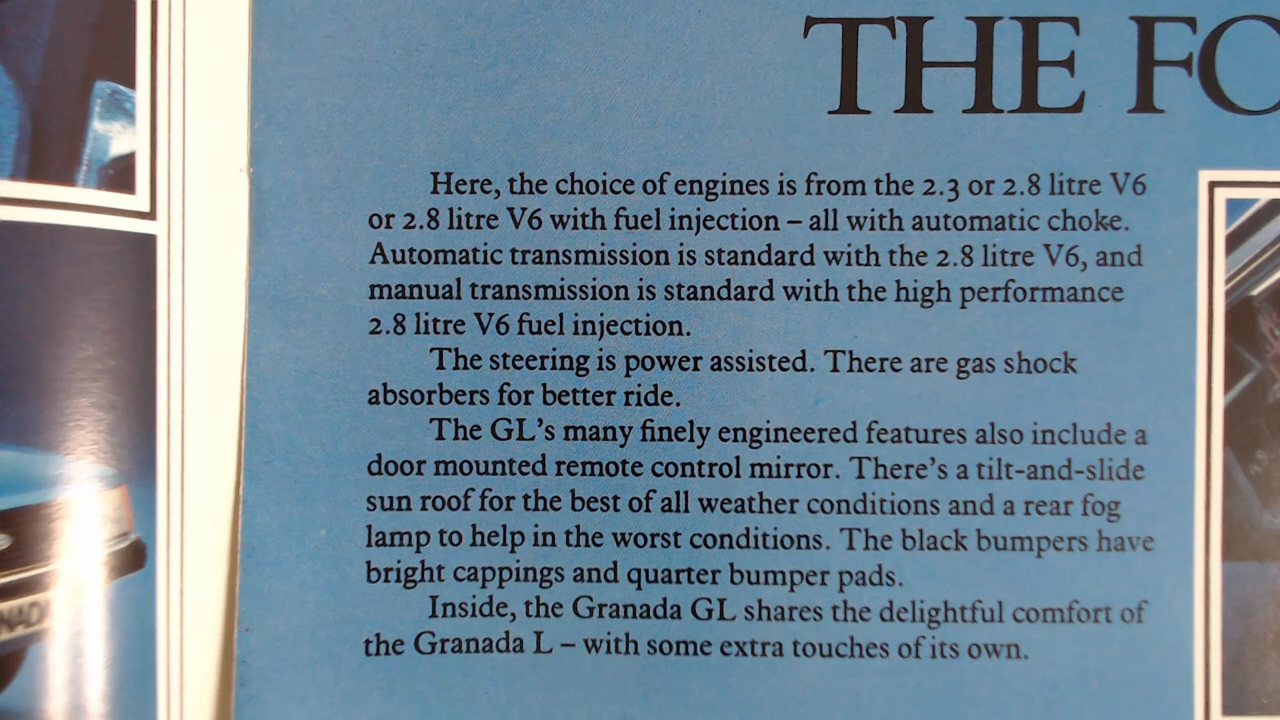 THE FO
Here, the choice of engines is from the 2.3 or 2.8 litre V6
or 2.8 litre V6 with fuel injection – all with automatic choke.
Automatic transmission is standard with the 2.8 litre V6, and
manual transmission is standard with the high performance
2.8 litre V6 fuel injection.
The steering is power assisted. There are gas shock
absorbers for better ride.
The GL's many finely engineered features also include a
door mounted remote control mirror. There's a tilt-and-slide
sun roof for the best of all weather conditions and a rear fog
lamp to help in the worst conditions. The black bumpers have
bright cappings and quarter bumper pads.
Inside, the Granada GL shares the delightful comfort of
the Granada L – with some extra touches of its own.